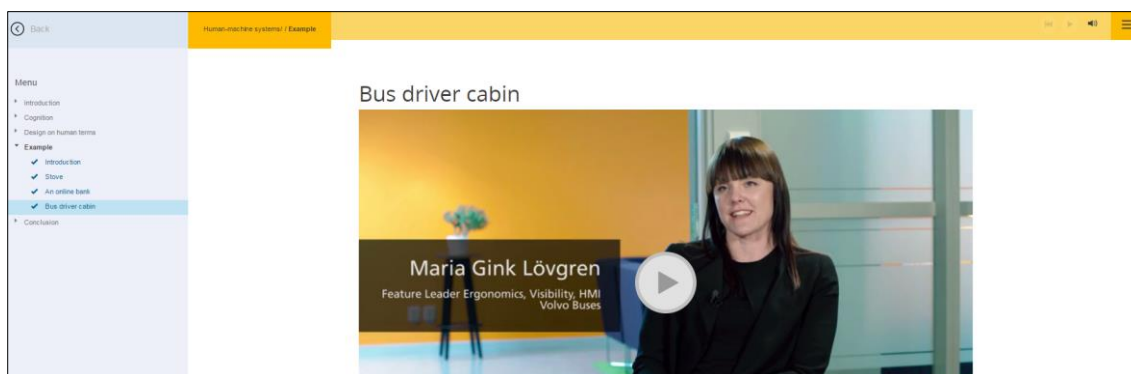 Back
Human-machine systems/ / Example
Menu
Introduction
Cognition
Design on human terms
Example
Introduction
Stove
An online bank
Bus driver cabin
Conclusion
Bus driver cabin
Maria Gink Lövgren
Feature Leader Ergonomics, Visibility, HMI
Volvo Buses